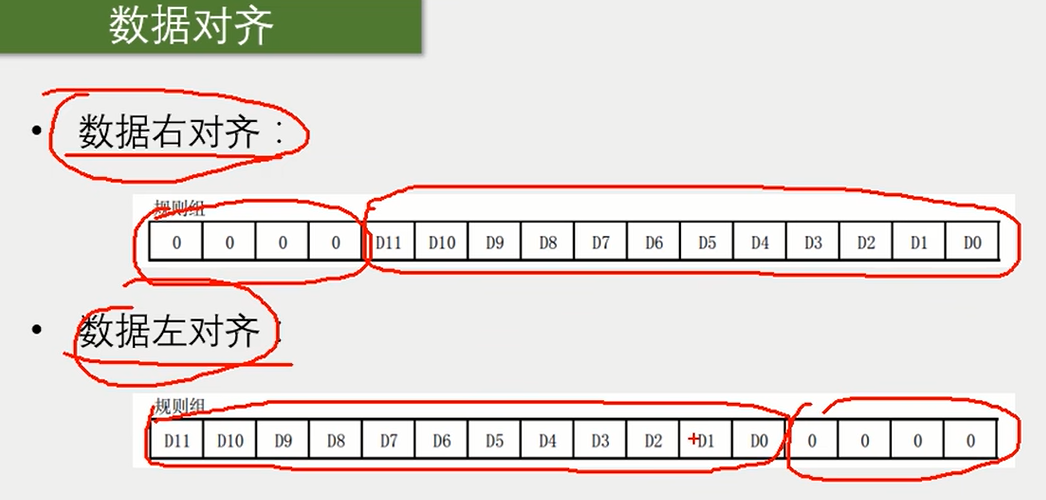 数据对齐
• 数据右对齐：
规则组
0 0 0 0 D11 D10 D9 D8 D7 D6 D5 D4 D3 D2 D1 D0
• 数据左对齐：
规则组
D11 D10 D9 D8 D7 D6 D5 D4 D3 D2 D1 D0 0 0 0 0